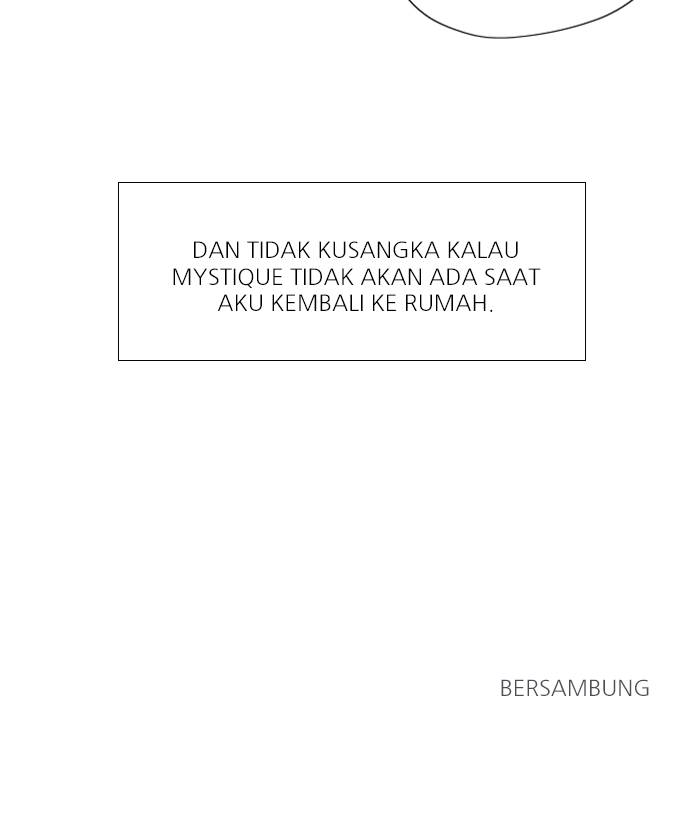 DAN TIDAK KUSANGKA KALAU
MYSTIQUE TIDAK AKAN ADA SAAT
AKU KEMBALI KE RUMAH.
BERSAMBUNG